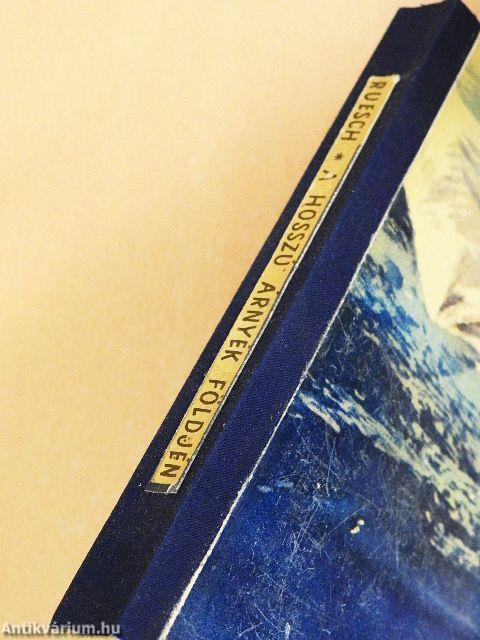 RUESCH * A HOSSZÚ ÁRNYÉK FÖLDJÉN
Antikvárium.hu